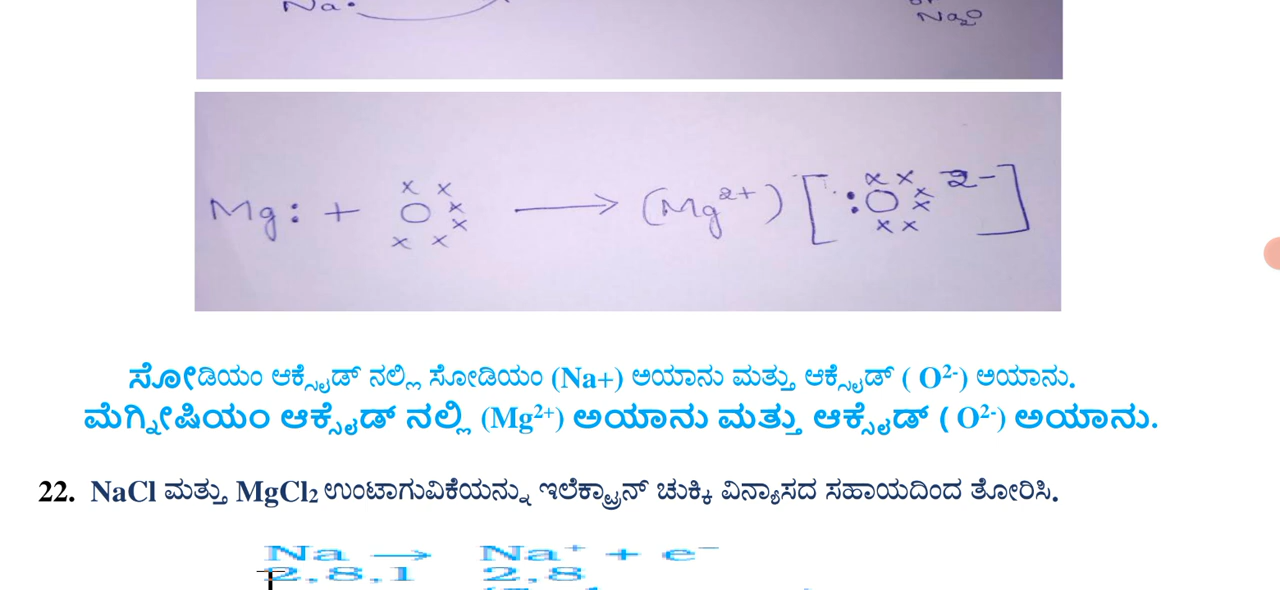 Na.
Na2O
Mg: + O → (Mg²⁺) [:O ²⁻]
ಸೋಡಿಯಂ ಆಕ್ಸೈಡ್ ನಲ್ಲಿ ಸೋಡಿಯಂ (Na+) ಅಯಾನು ಮತ್ತು ಆಕ್ಸೈಡ್ ( O²⁻) ಅಯಾನು.
ಮೆಗ್ನೀಷಿಯಂ ಆಕ್ಸೈಡ್ ನಲ್ಲಿ (Mg²⁺) ಅಯಾನು ಮತ್ತು ಆಕ್ಸೈಡ್ ( O²⁻) ಅಯಾನು.
22. NaCl ಮತ್ತು MgCl₂ ಉಂಟಾಗುವಿಕೆಯನ್ನು ಇಲೆಕ್ಟ್ರಾನ್ ಚುಕ್ಕಿ ವಿನ್ಯಾಸದ ಸಹಾಯದಿಂದ ತೋರಿಸಿ.
Na → Na⁺ + e⁻
2,8,1 2,8